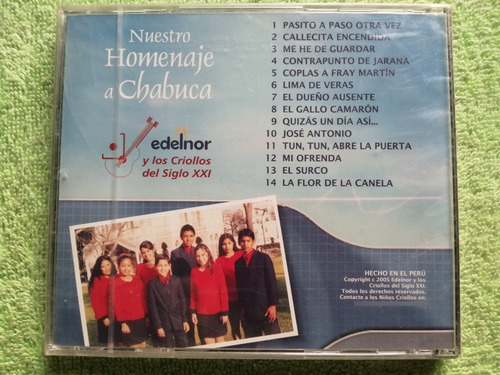 Nuestro
Homenaje
a Chabuca
edelnor
y los Criollos
del Siglo XXI
1 PASITO A PASO OTRA VEZ
2 CALLECITA ENCENDIDA
3 ME HE DE GUARDAR
4 CONTRAPUNTO DE JARANA
5 COPLAS A FRAY MARTÍN
6 LIMA DE VERAS
7 EL DUEÑO AUSENTE
8 EL GALLO CAMARÓN
9 QUIZÁS UN DÍA ASÍ...
10 JOSÉ ANTONIO
11 TUN, TUN, ABRE LA PUERTA
12 MI OFRENDA
13 EL SURCO
14 LA FLOR DE LA CANELA
HECHO EN EL PERÚ
Copyright c 2005 Edelnor y los
Criollos del Siglo XXI.
Todos los derechos reservados.
Contacte a los Niños Criollos en: